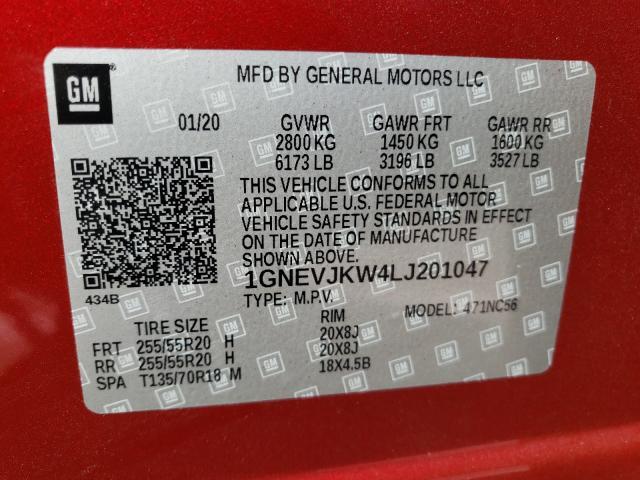 GM
MFD BY GENERAL MOTORS LLC
01/20 GVWR GAWR FRT GAWR RR
2800 KG 1450 KG 1600 KG
6173 LB 3196 LB 3527 LB
THIS VEHICLE CONFORMS TO ALL
APPLICABLE U.S. FEDERAL MOTOR
VEHICLE SAFETY STANDARDS IN EFFECT
ON THE DATE OF MANUFACTURE
SHOWN ABOVE.
434B
1GNEVJKW4LJ201047
TYPE: M.P.V. MODEL: 471NC56
TIRE SIZE RIM
FRT 255/55R20 H 20X8J
RR 255/55R20 H 20X8J
SPA T135/70R18 M 18X4.5B